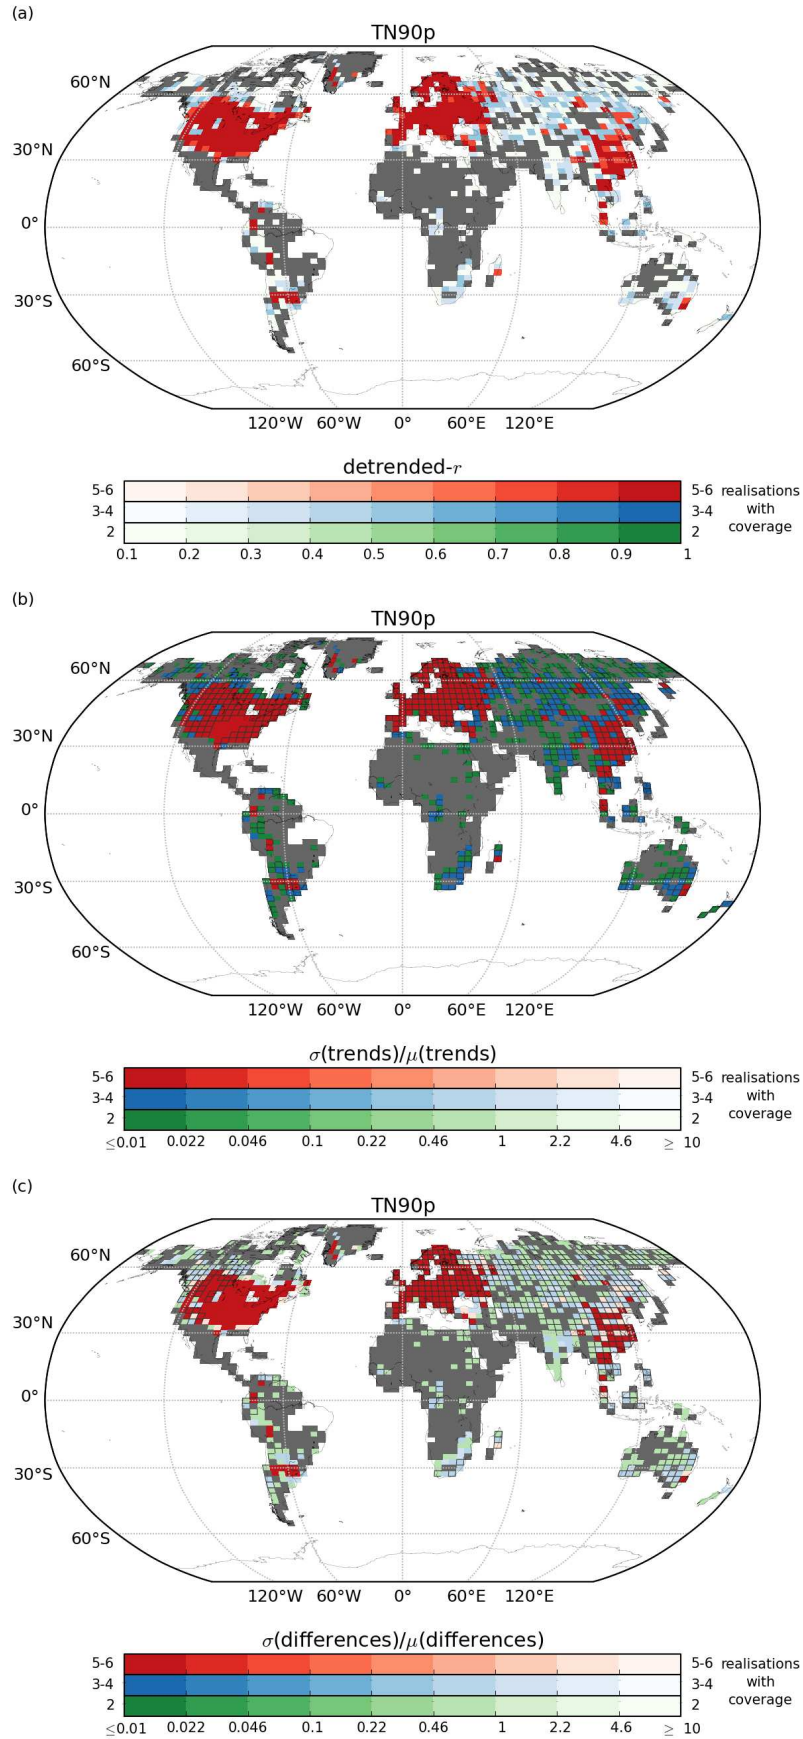 (a)
TN90p
60°N
30°N
0°
30°S
60°S
120°W 60°W 0° 60°E 120°E
detrended-r
5-6 5-6 realisations
3-4 3-4 with
2 2 coverage
0.1 0.2 0.3 0.4 0.5 0.6 0.7 0.8 0.9 1
(b)
TN90p
60°N
30°N
0°
30°S
60°S
120°W 60°W 0° 60°E 120°E
σ(trends)/μ(trends)
5-6 5-6 realisations
3-4 3-4 with
2 2 coverage
≤0.01 0.022 0.046 0.1 0.22 0.46 1 2.2 4.6 ≥ 10
(c)
TN90p
60°N
30°N
0°
30°S
60°S
120°W 60°W 0° 60°E 120°E
σ(differences)/μ(differences)
5-6 5-6 realisations
3-4 3-4 with
2 2 coverage
≤0.01 0.022 0.046 0.1 0.22 0.46 1 2.2 4.6 ≥ 10